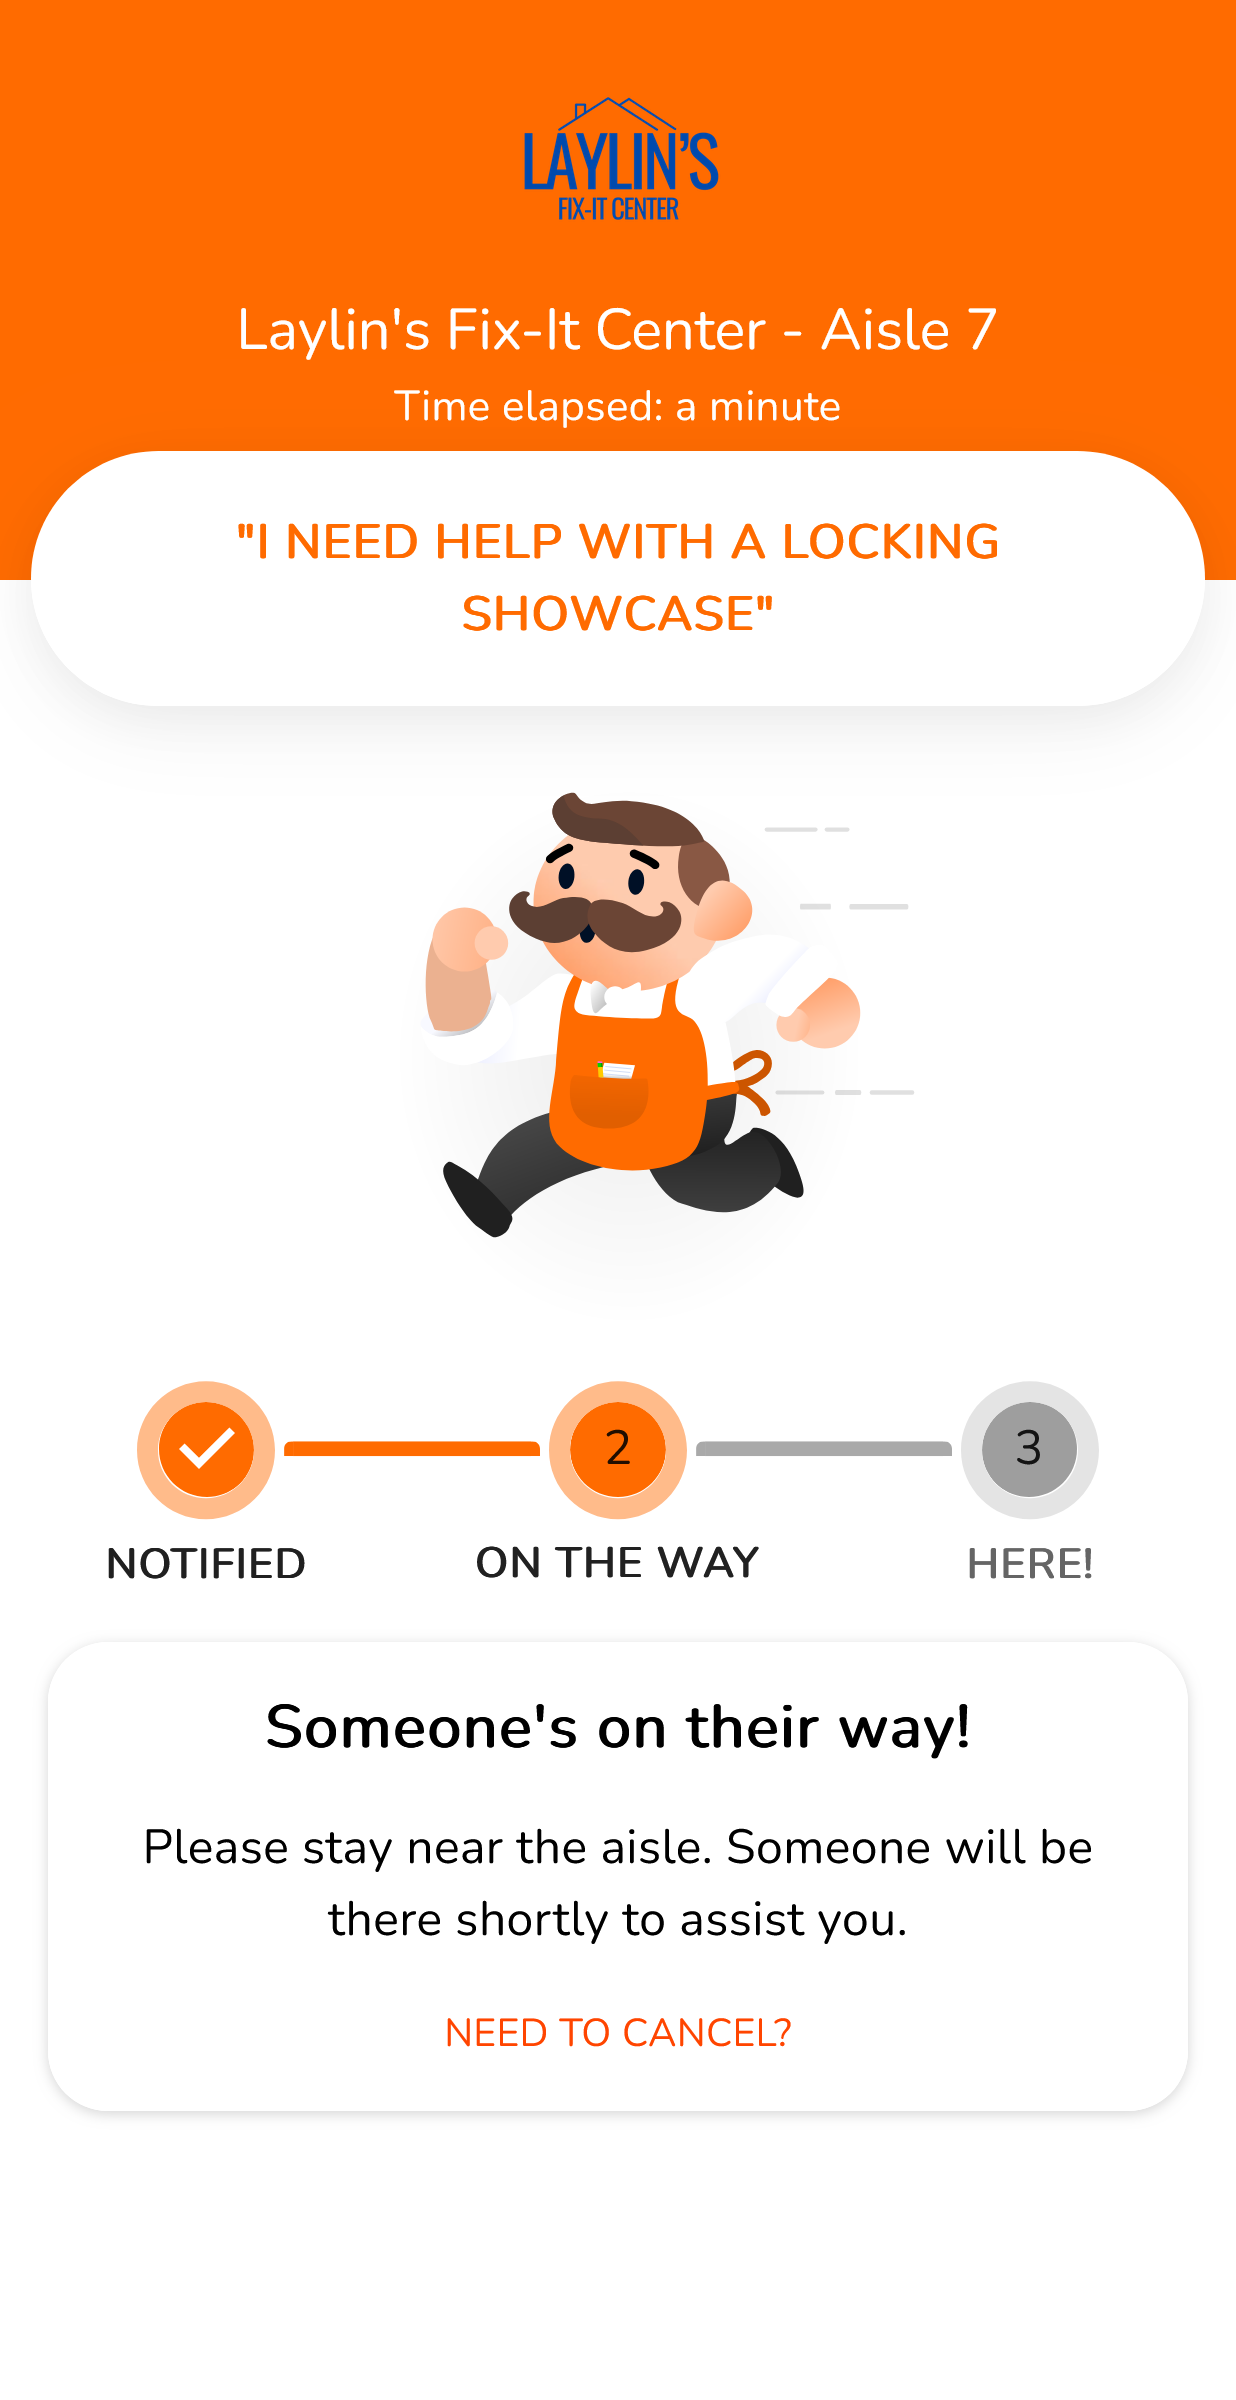 LAYLIN'S
FIX-IT CENTER
Laylin's Fix-It Center - Aisle 7
Time elapsed: a minute
"I NEED HELP WITH A LOCKING
SHOWCASE"
2
3
NOTIFIED
ON THE WAY
HERE!
Someone's on their way!
Please stay near the aisle. Someone will be
there shortly to assist you.
NEED TO CANCEL?